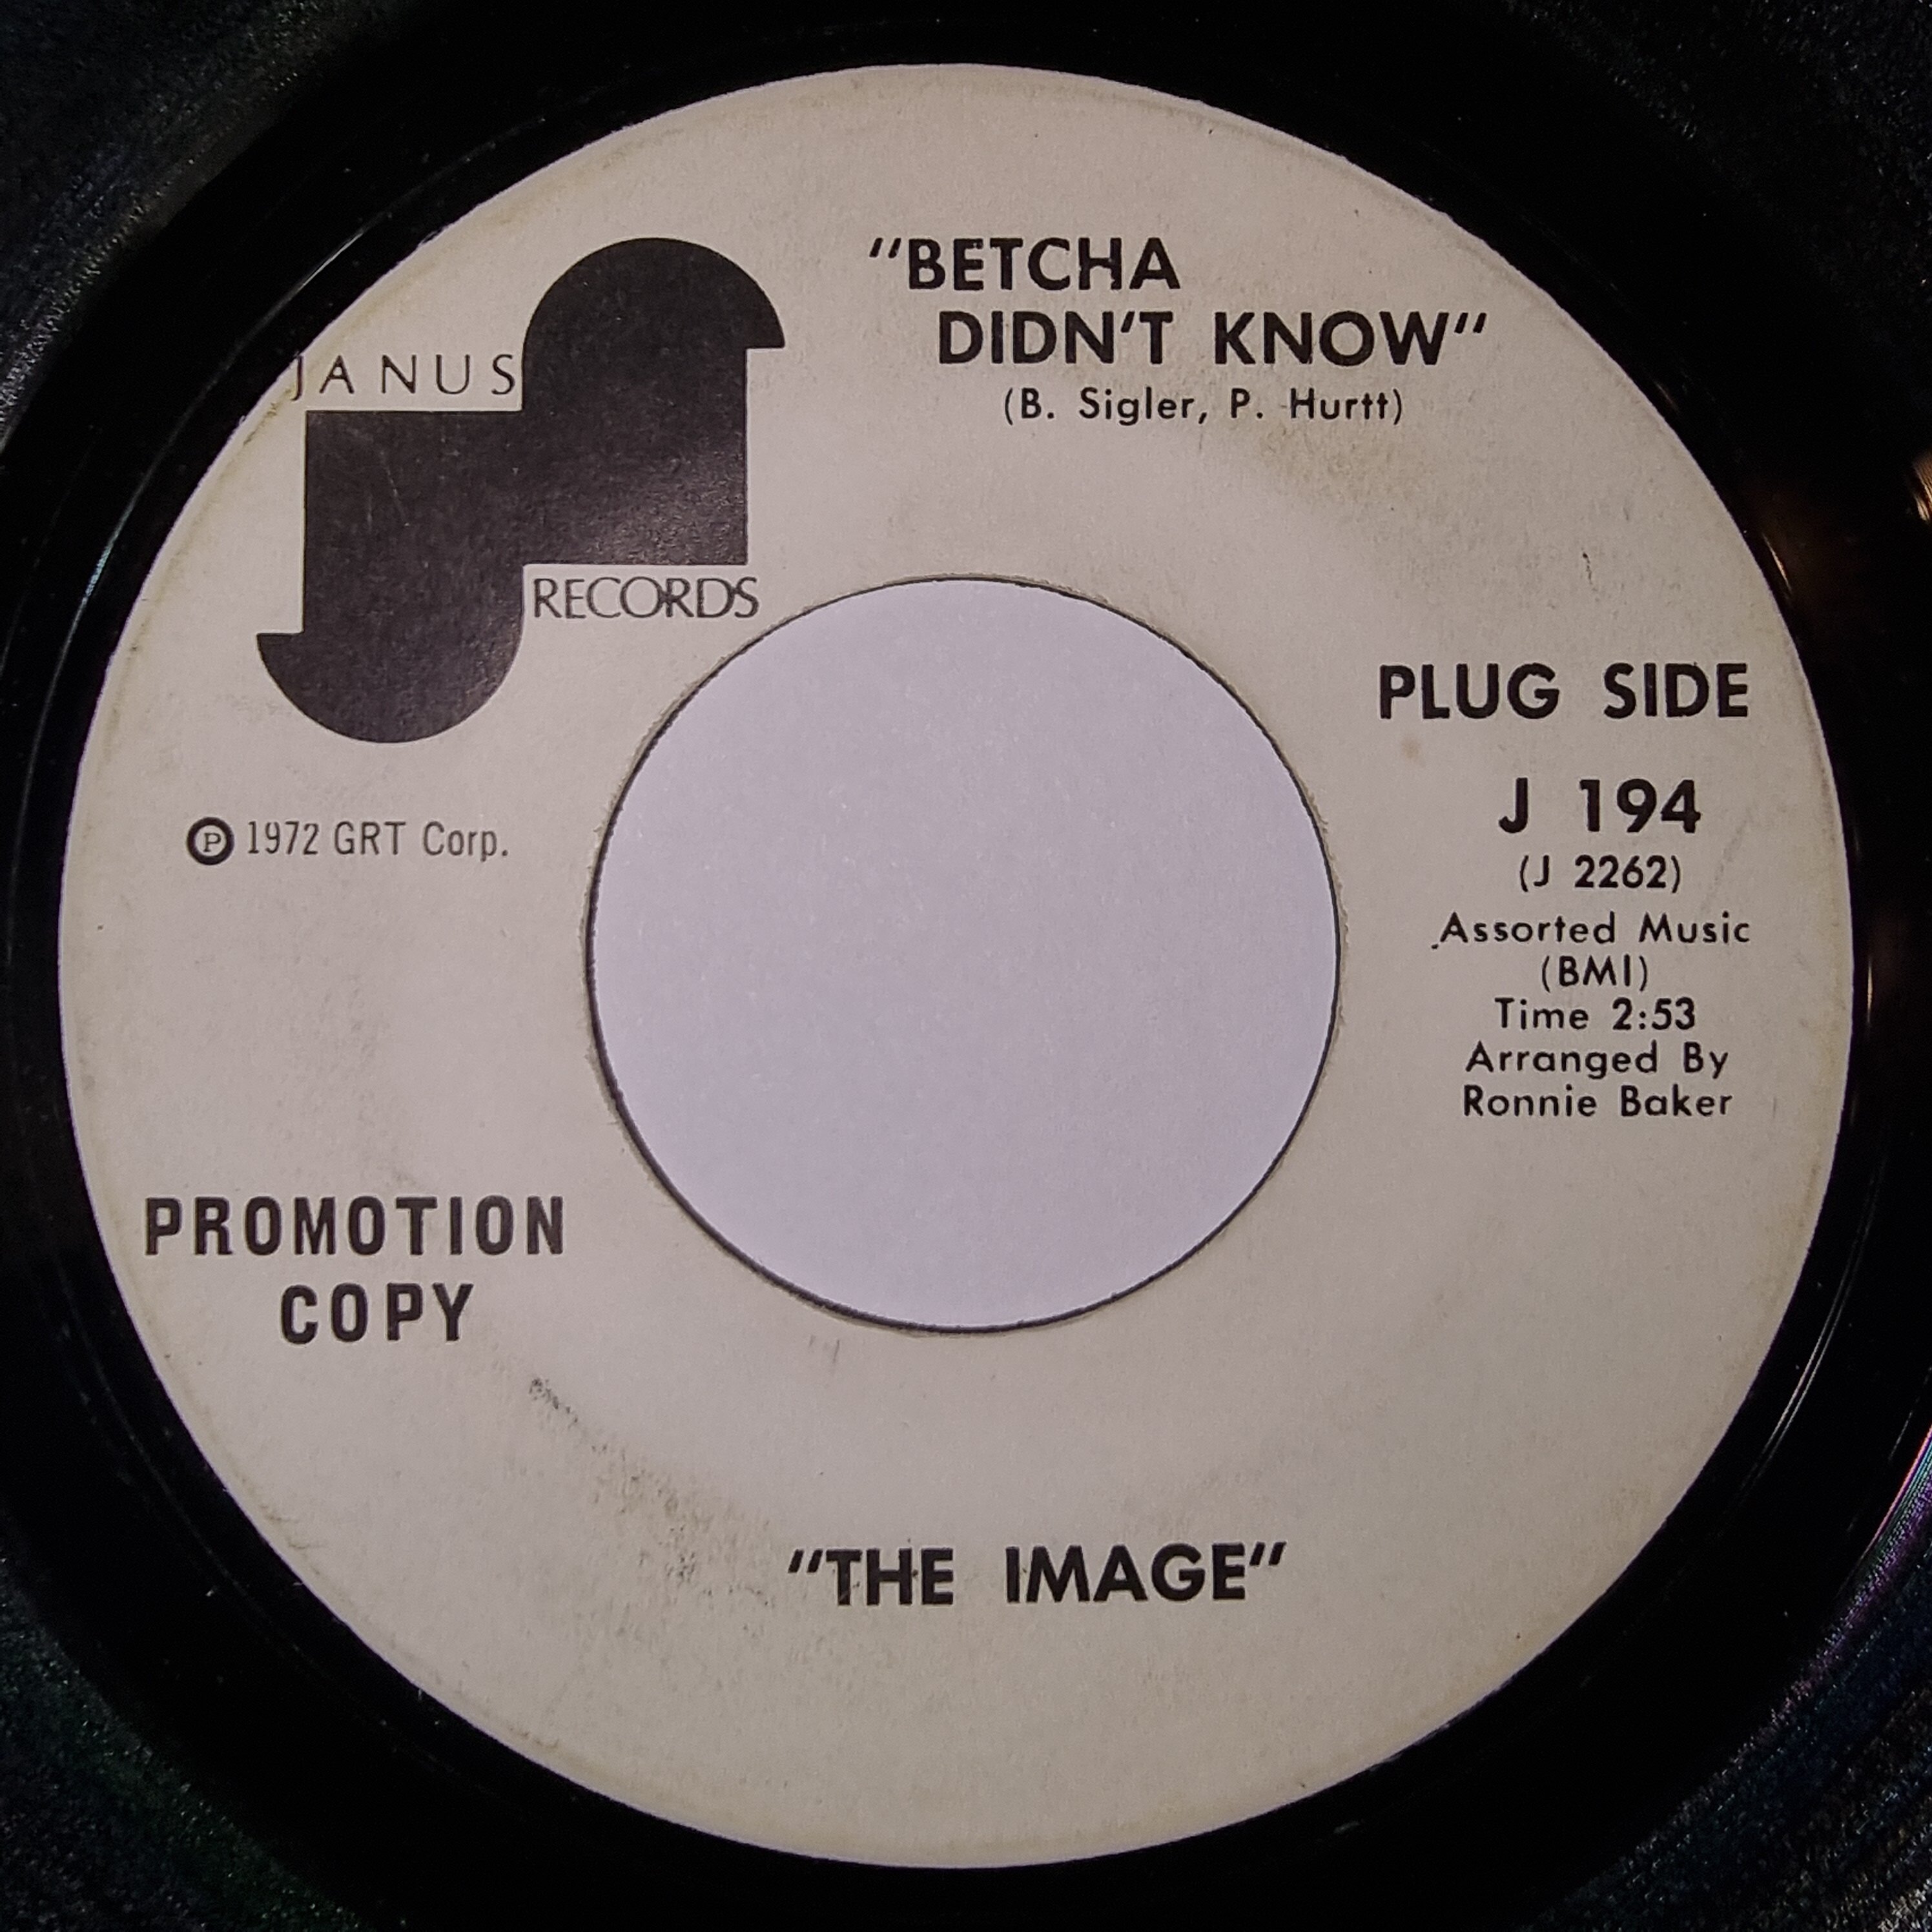 "BETCHA
DIDN'T KNOW"
(B. Sigler, P. Hurtt)
JANUS
RECORDS
PLUG SIDE
J 194
(J 2262)
Assorted Music
(BMI)
Time 2:53
Arranged By
Ronnie Baker
Ⓟ 1972 GRT Corp.
PROMOTION
COPY
"THE IMAGE"